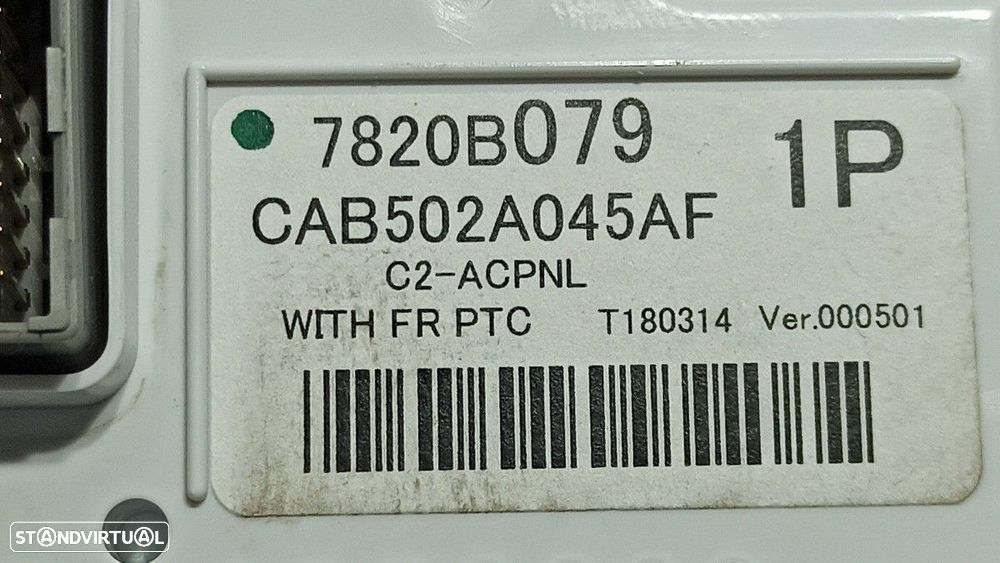 7820B079
1P
CAB502A045AF
C2-ACPNL
WITH FR PTC T180314 Ver.000501
STANDVIRTUAL